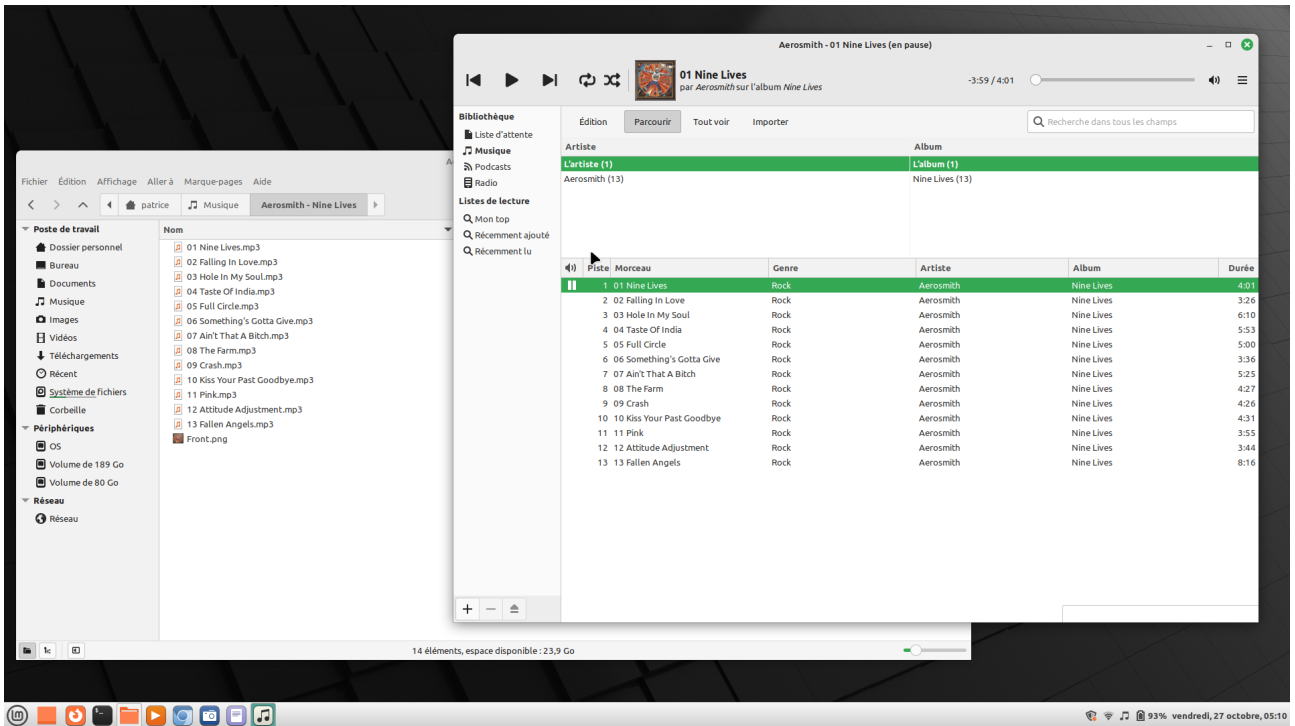 Aerosmith - 01 Nine Lives (en pause)
01 Nine Lives
par Aerosmith sur l'album Nine Lives
-3:59 / 4:01
Bibliothèque
Liste d'attente
Musique
Podcasts
Radio
Listes de lecture
Mon top
Récemment ajouté
Récemment lu
Édition Parcourir Tout voir Importer
Recherche dans tous les champs
Artiste Album
L'artiste (1) L'album (1)
Aerosmith (13) Nine Lives (13)
Piste Morceau Genre Artiste Album Durée
1 01 Nine Lives Rock Aerosmith Nine Lives 4:01
2 02 Falling In Love Rock Aerosmith Nine Lives 3:26
3 03 Hole In My Soul Rock Aerosmith Nine Lives 6:10
4 04 Taste Of India Rock Aerosmith Nine Lives 5:53
5 05 Full Circle Rock Aerosmith Nine Lives 5:00
6 06 Something's Gotta Give Rock Aerosmith Nine Lives 3:36
7 07 Ain't That A Bitch Rock Aerosmith Nine Lives 5:25
8 08 The Farm Rock Aerosmith Nine Lives 4:27
9 09 Crash Rock Aerosmith Nine Lives 4:26
10 10 Kiss Your Past Goodbye Rock Aerosmith Nine Lives 4:31
11 11 Pink Rock Aerosmith Nine Lives 3:55
12 12 Attitude Adjustment Rock Aerosmith Nine Lives 3:44
13 13 Fallen Angels Rock Aerosmith Nine Lives 8:16
Fichier Édition Affichage Aller à Marque-pages Aide
patrice Musique Aerosmith - Nine Lives
Poste de travail
Dossier personnel
Bureau
Documents
Musique
Images
Vidéos
Téléchargements
Récent
Système de fichiers
Corbeille
Périphériques
OS
Volume de 189 Go
Volume de 80 Go
Réseau
Réseau
Nom
01 Nine Lives.mp3
02 Falling In Love.mp3
03 Hole In My Soul.mp3
04 Taste Of India.mp3
05 Full Circle.mp3
06 Something's Gotta Give.mp3
07 Ain't That A Bitch.mp3
08 The Farm.mp3
09 Crash.mp3
10 Kiss Your Past Goodbye.mp3
11 Pink.mp3
12 Attitude Adjustment.mp3
13 Fallen Angels.mp3
Front.png
14 éléments, espace disponible : 23,9 Go
93% vendredi, 27 octobre, 05:10